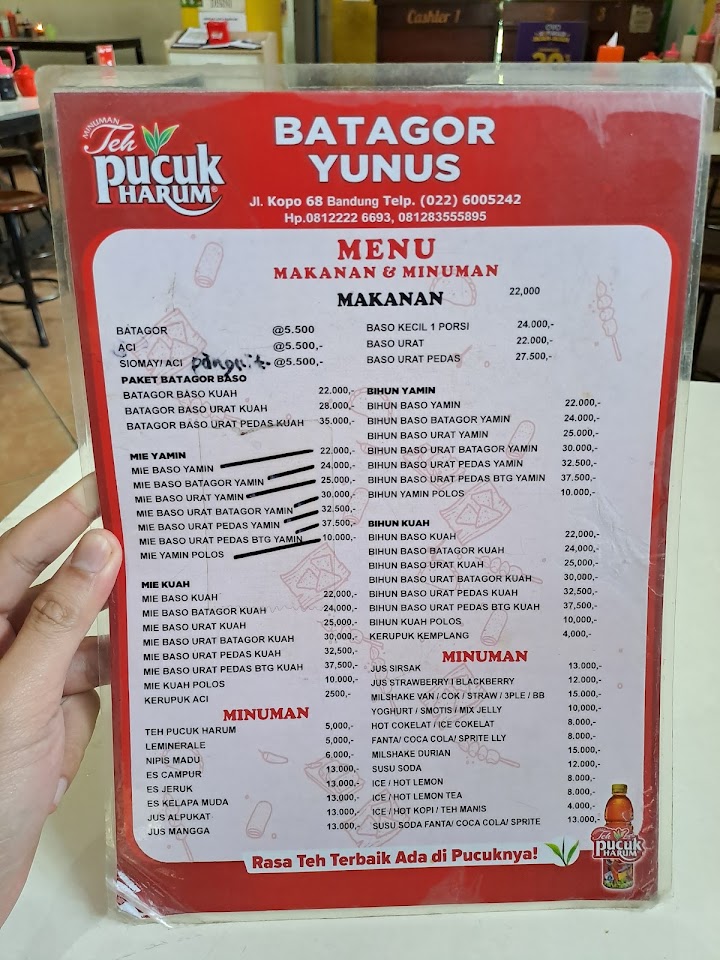 Cashier 1
3
OVO
MINUMAN
Teh
pucuk
HARUM®
BATAGOR
YUNUS
Jl. Kopo 68 Bandung Telp. (022) 6005242
Hp.0812222 6693, 081283555895
MENU
MAKANAN & MINUMAN
MAKANAN
BATAGOR @5.500
ACI @5.500,-
SIOMAY/ ACI pangsit @5.500,-
PAKET BATAGOR BASO
BATAGOR BASO KUAH 22.000,-
BATAGOR BASO URAT KUAH 28.000,-
BATAGOR BASO URAT PEDAS KUAH 35.000,-
MIE YAMIN
MIE BASO YAMIN 22.000,-
MIE BASO BATAGOR YAMIN 24.000,-
MIE BASO URAT YAMIN 25.000,-
MIE BASO URAT BATAGOR YAMIN 30,000,-
MIE BASO URAT PEDAS YAMIN 32.500,-
MIE BASO URAT PEDAS BTG YAMIN 37.500,-
MIE YAMIN POLOS 10.000,-
MIE KUAH
MIE BASO KUAH 22,000,-
MIE BASO BATAGOR KUAH 24,000,-
MIE BASO URAT KUAH 25,000,-
MIE BASO URAT BATAGOR KUAH 30,000,-
MIE BASO URAT PEDAS KUAH 32,500,-
MIE BASO URAT PEDAS BTG KUAH 37,500,-
MIE KUAH POLOS 10.000,-
KERUPUK ACI 2500,-
MINUMAN
TEH PUCUK HARUM 5,000,-
LEMINERALE 5,000,-
NIPIS MADU 6,000,-
ES CAMPUR 13.000,-
ES JERUK 13.000,-
ES KELAPA MUDA 13.000,-
JUS ALPUKAT 13.000,-
JUS MANGGA 13.000,-
22,000
BASO KECIL 1 PORSI 24.000,-
BASO URAT 22.000,-
BASO URAT PEDAS 27.500,-
BIHUN YAMIN
BIHUN BASO YAMIN 22.000,-
BIHUN BASO BATAGOR YAMIN 24.000,-
BIHUN BASO URAT YAMIN 25.000,-
BIHUN BASO URAT BATAGOR YAMIN 30.000,-
BIHUN BASO URAT PEDAS YAMIN 32.500,-
BIHUN BASO URAT PEDAS BTG YAMIN 37.500,-
BIHUN YAMIN POLOS 10.000,-
BIHUN KUAH
BIHUN BASO KUAH 22,000,-
BIHUN BASO BATAGOR KUAH 24,000,-
BIHUN BASO URAT KUAH 25,000,-
BIHUN BASO URAT BATAGOR KUAH 30,000,-
BIHUN BASO URAT PEDAS KUAH 32,500,-
BIHUN BASO URAT PEDAS BTG KUAH 37,500,-
BIHUN KUAH POLOS 10,000,-
KERUPUK KEMPLANG 4,000,-
MINUMAN
JUS SIRSAK 13.000,-
JUS STRAWBERRY I BLACKBERRY 12.000,-
MILSHAKE VAN / COK / STRAW / 3PLE / BB 15.000,-
YOGHURT / SMOTIS / MIX JELLY 10,000,-
HOT COKELAT / ICE COKELAT 8.000,-
FANTA/ COCA COLA/ SPRITE LLY 8.000,-
MILSHAKE DURIAN 15.000,-
SUSU SODA 12.000,-
ICE / HOT LEMON 8.000,-
ICE / HOT LEMON TEA 8.000,-
ICE / HOT KOPI / TEH MANIS 4.000,-
SUSU SODA FANTA/ COCA COLA/ SPRITE 13.000,-
Rasa Teh Terbaik Ada di Pucuknya!
Teh
pucuk
HARUM